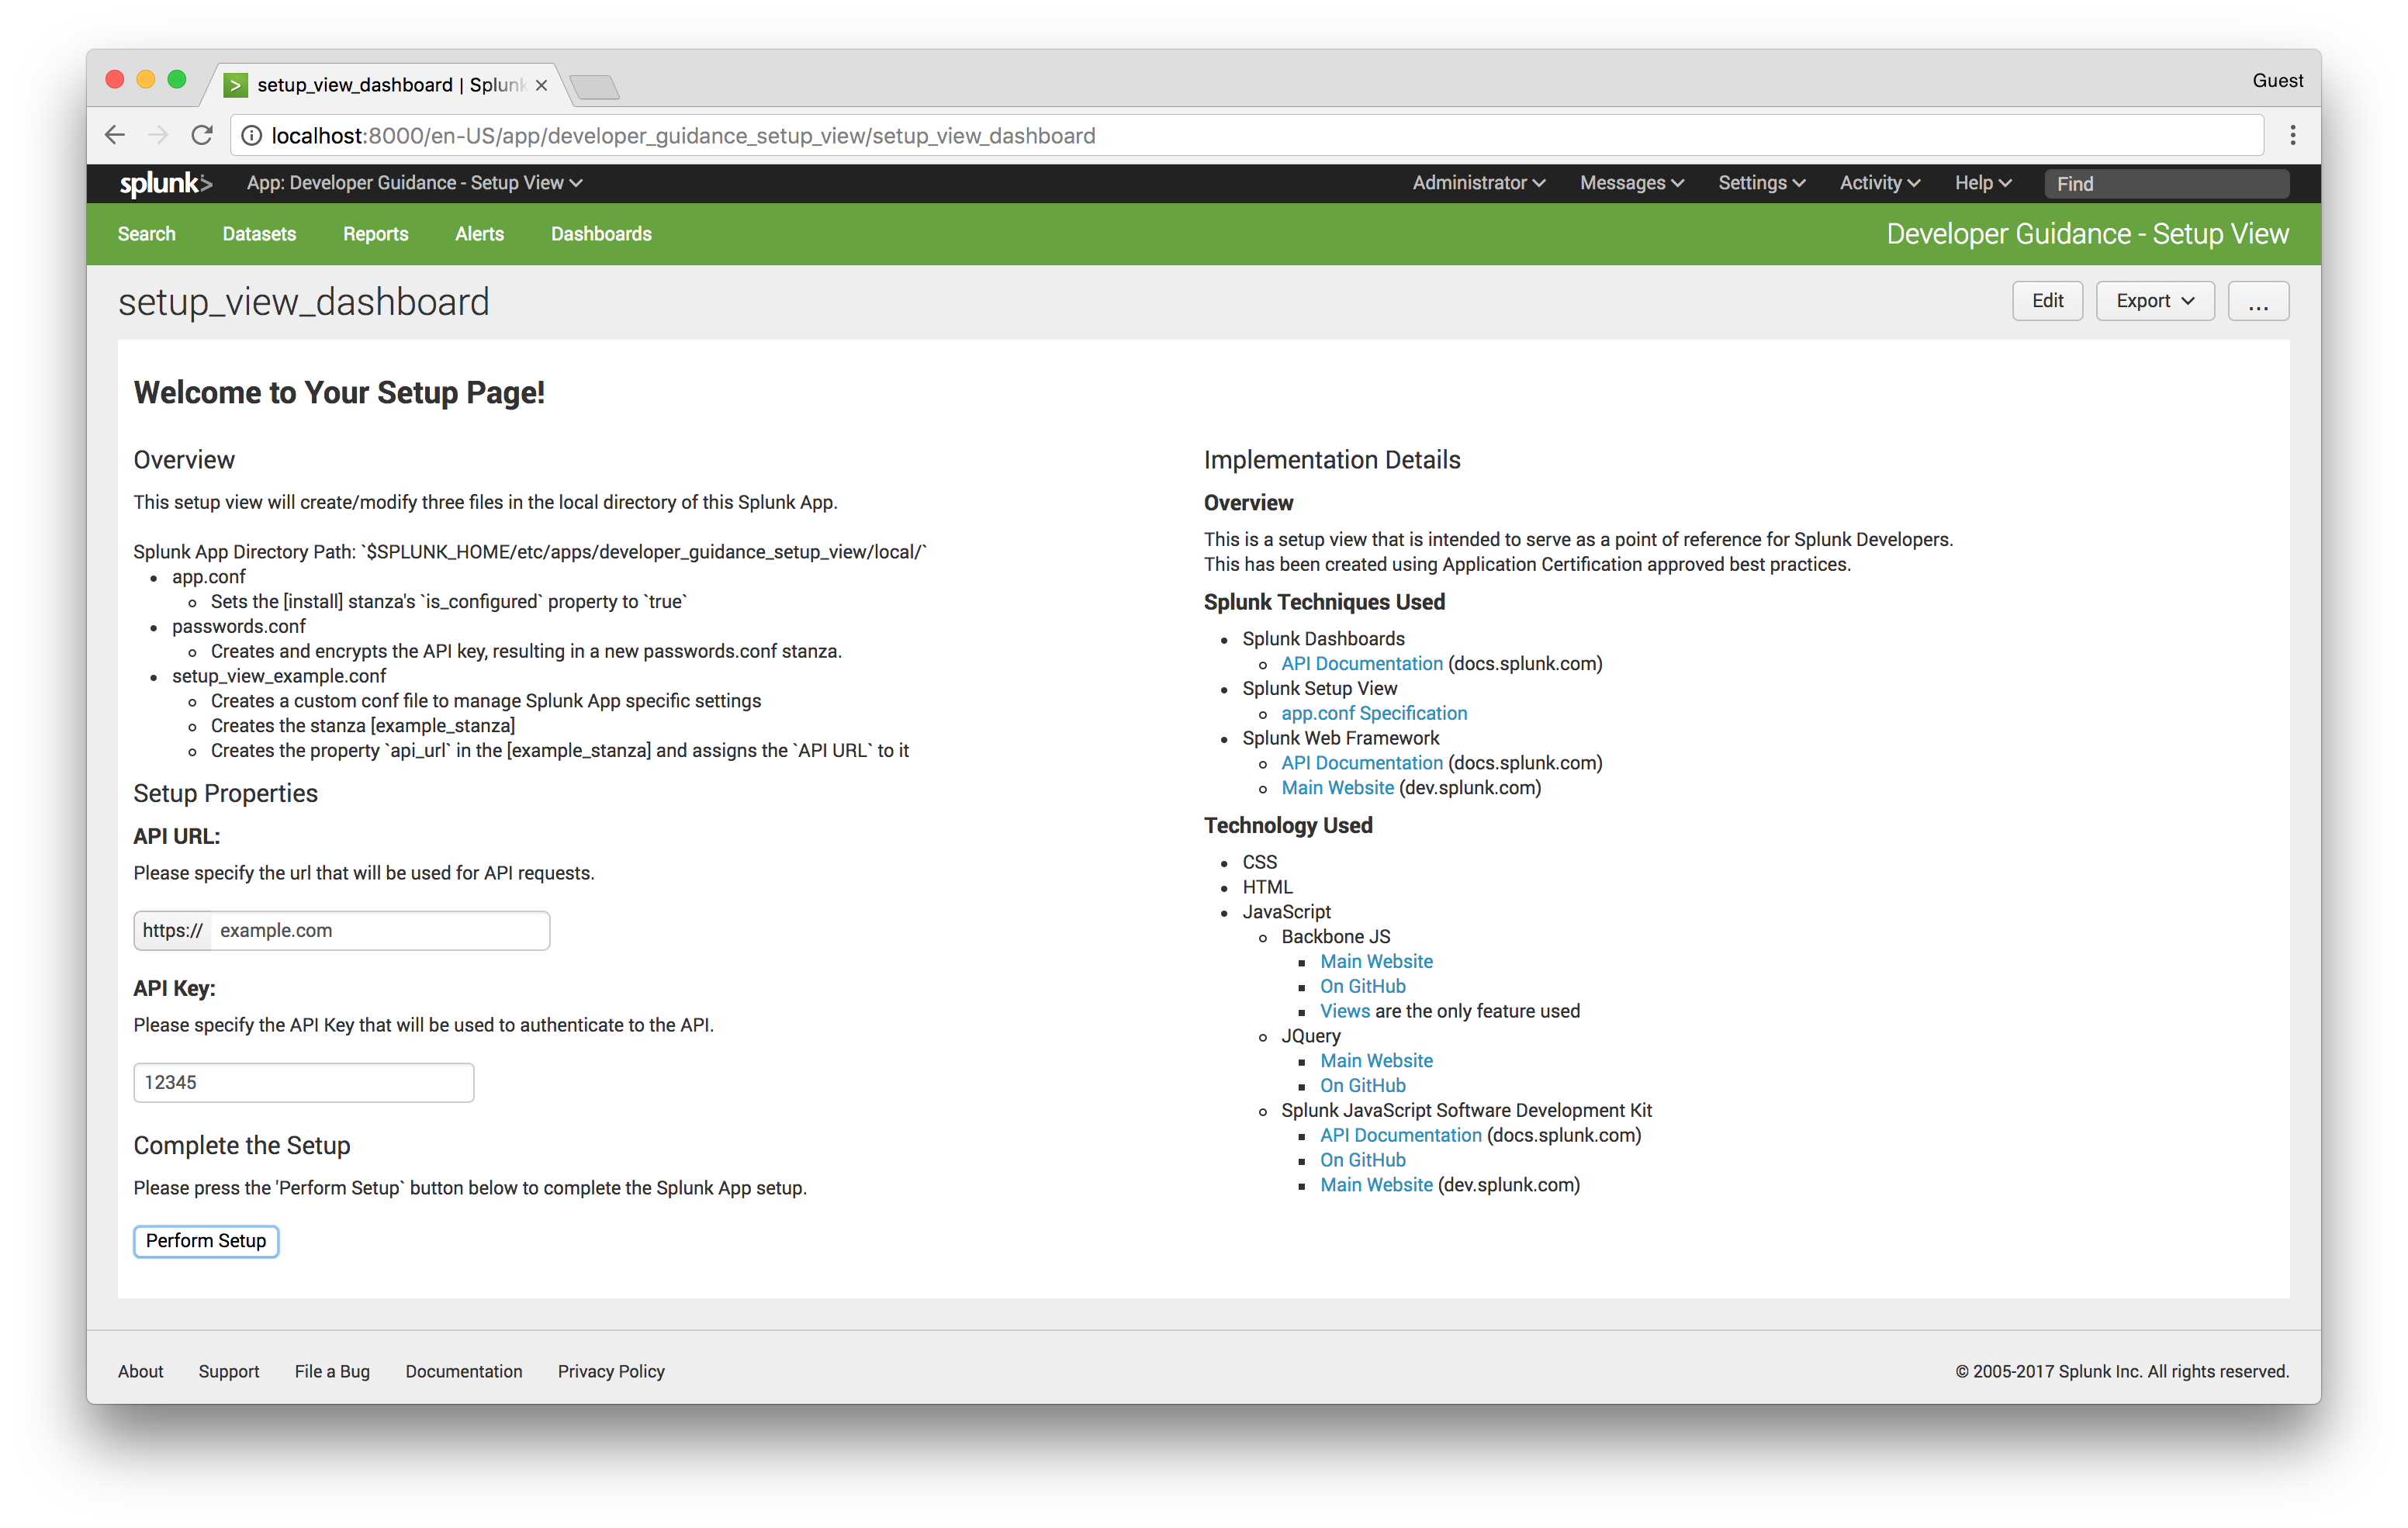 setup_view_dashboard | Splunk
Guest
localhost:8000/en-US/app/developer_guidance_setup_view/setup_view_dashboard
splunk> App: Developer Guidance - Setup View Administrator Messages Settings Activity Help Find
Search Datasets Reports Alerts Dashboards Developer Guidance - Setup View
setup_view_dashboard Edit Export ...
Welcome to Your Setup Page!
Overview
This setup view will create/modify three files in the local directory of this Splunk App.
Splunk App Directory Path: `$SPLUNK_HOME/etc/apps/developer_guidance_setup_view/local/`
app.conf
Sets the [install] stanza's `is_configured` property to `true`
passwords.conf
Creates and encrypts the API key, resulting in a new passwords.conf stanza.
setup_view_example.conf
Creates a custom conf file to manage Splunk App specific settings
Creates the stanza [example_stanza]
Creates the property `api_url` in the [example_stanza] and assigns the `API URL` to it
Setup Properties
API URL:
Please specify the url that will be used for API requests.
https:// example.com
API Key:
Please specify the API Key that will be used to authenticate to the API.
12345
Complete the Setup
Please press the 'Perform Setup` button below to complete the Splunk App setup.
Perform Setup
Implementation Details
Overview
This is a setup view that is intended to serve as a point of reference for Splunk Developers.
This has been created using Application Certification approved best practices.
Splunk Techniques Used
Splunk Dashboards
API Documentation (docs.splunk.com)
Splunk Setup View
app.conf Specification
Splunk Web Framework
API Documentation (docs.splunk.com)
Main Website (dev.splunk.com)
Technology Used
CSS
HTML
JavaScript
Backbone JS
Main Website
On GitHub
Views are the only feature used
JQuery
Main Website
On GitHub
Splunk JavaScript Software Development Kit
API Documentation (docs.splunk.com)
On GitHub
Main Website (dev.splunk.com)
About Support File a Bug Documentation Privacy Policy © 2005-2017 Splunk Inc. All rights reserved.